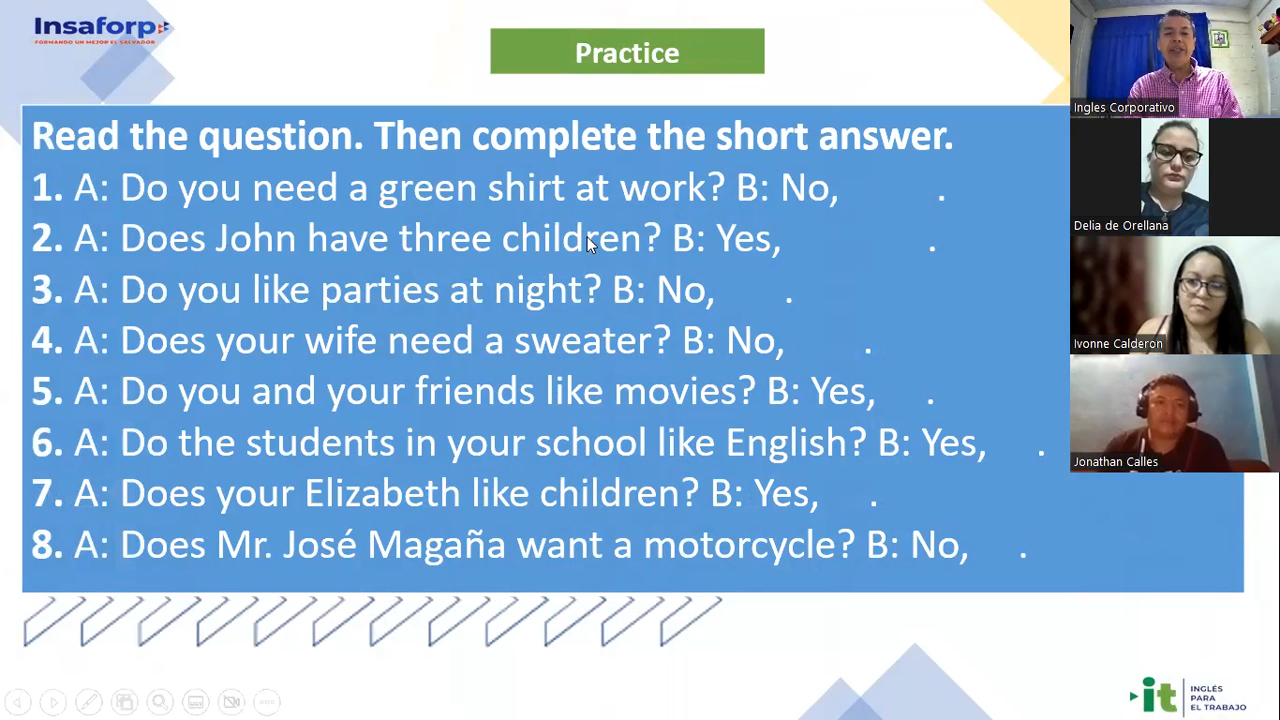 Insaforp
FORMANDO UN MEJOR EL SALVADOR
Practice
Read the question. Then complete the short answer.
1. A: Do you need a green shirt at work? B: No, .
2. A: Does John have three children? B: Yes, .
3. A: Do you like parties at night? B: No, .
4. A: Does your wife need a sweater? B: No, .
5. A: Do you and your friends like movies? B: Yes, .
6. A: Do the students in your school like English? B: Yes, .
7. A: Does your Elizabeth like children? B: Yes, .
8. A: Does Mr. José Magaña want a motorcycle? B: No, .
Ingles Corporativo
Delia de Orellana
Ivonne Calderon
Jonathan Calles
it
INGLÉS
PARA
EL TRABAJO